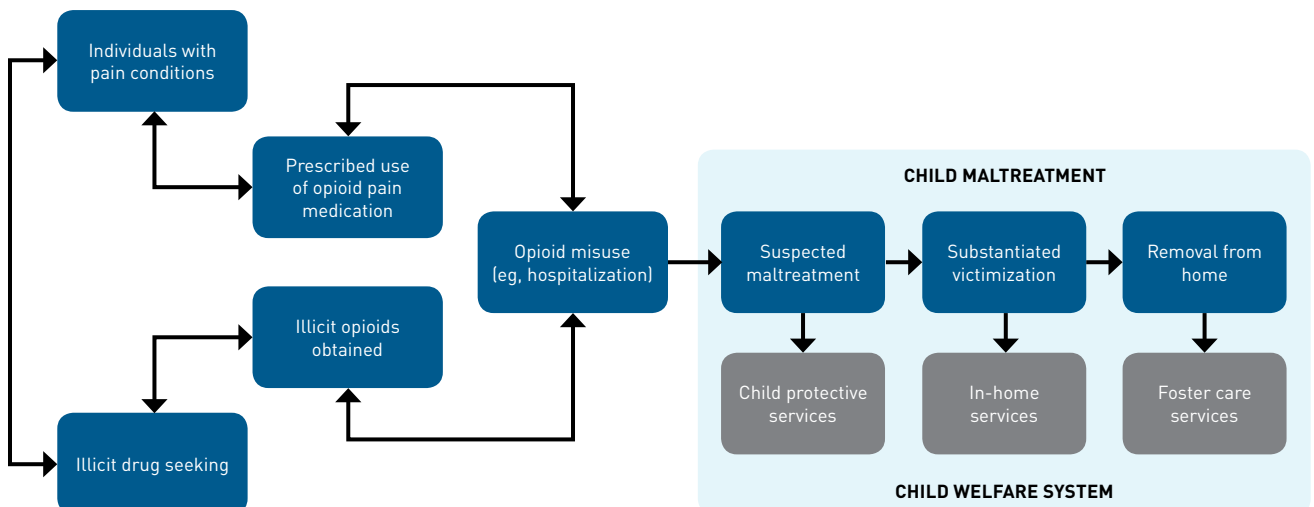 Individuals with
pain conditions
Prescribed use
of opioid pain
medication
CHILD MALTREATMENT
Opioid misuse
(eg, hospitalization)
Suspected
maltreatment
Substantiated
victimization
Removal from
home
Illicit opioids
obtained
Child protective
services
In-home
services
Foster care
services
Illicit drug seeking
CHILD WELFARE SYSTEM